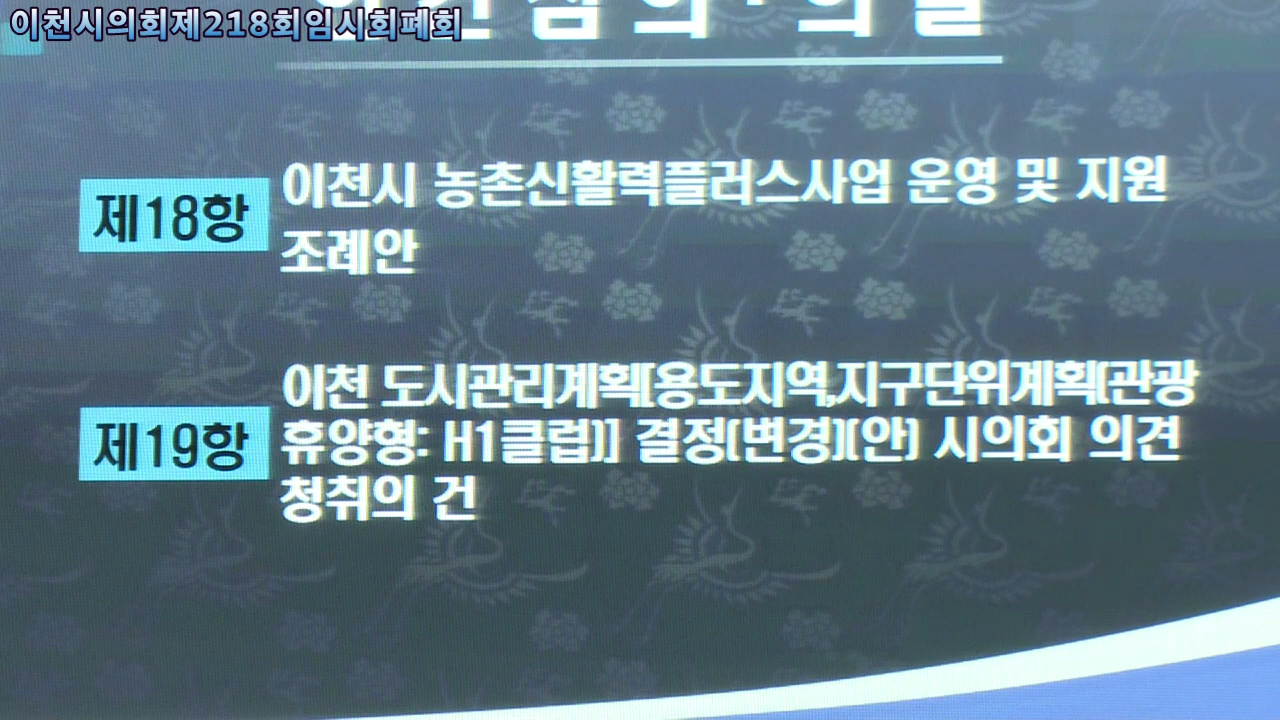 이천시의회제218회임시회폐회
심의·의결
제18항
이천시 농촌신활력플러스사업 운영 및 지원
조례안
제19항
이천 도시관리계획[용도지역,지구단위계획(관광
휴양형: H1클럽)] 결정(변경)(안) 시의회 의견
청취의 건